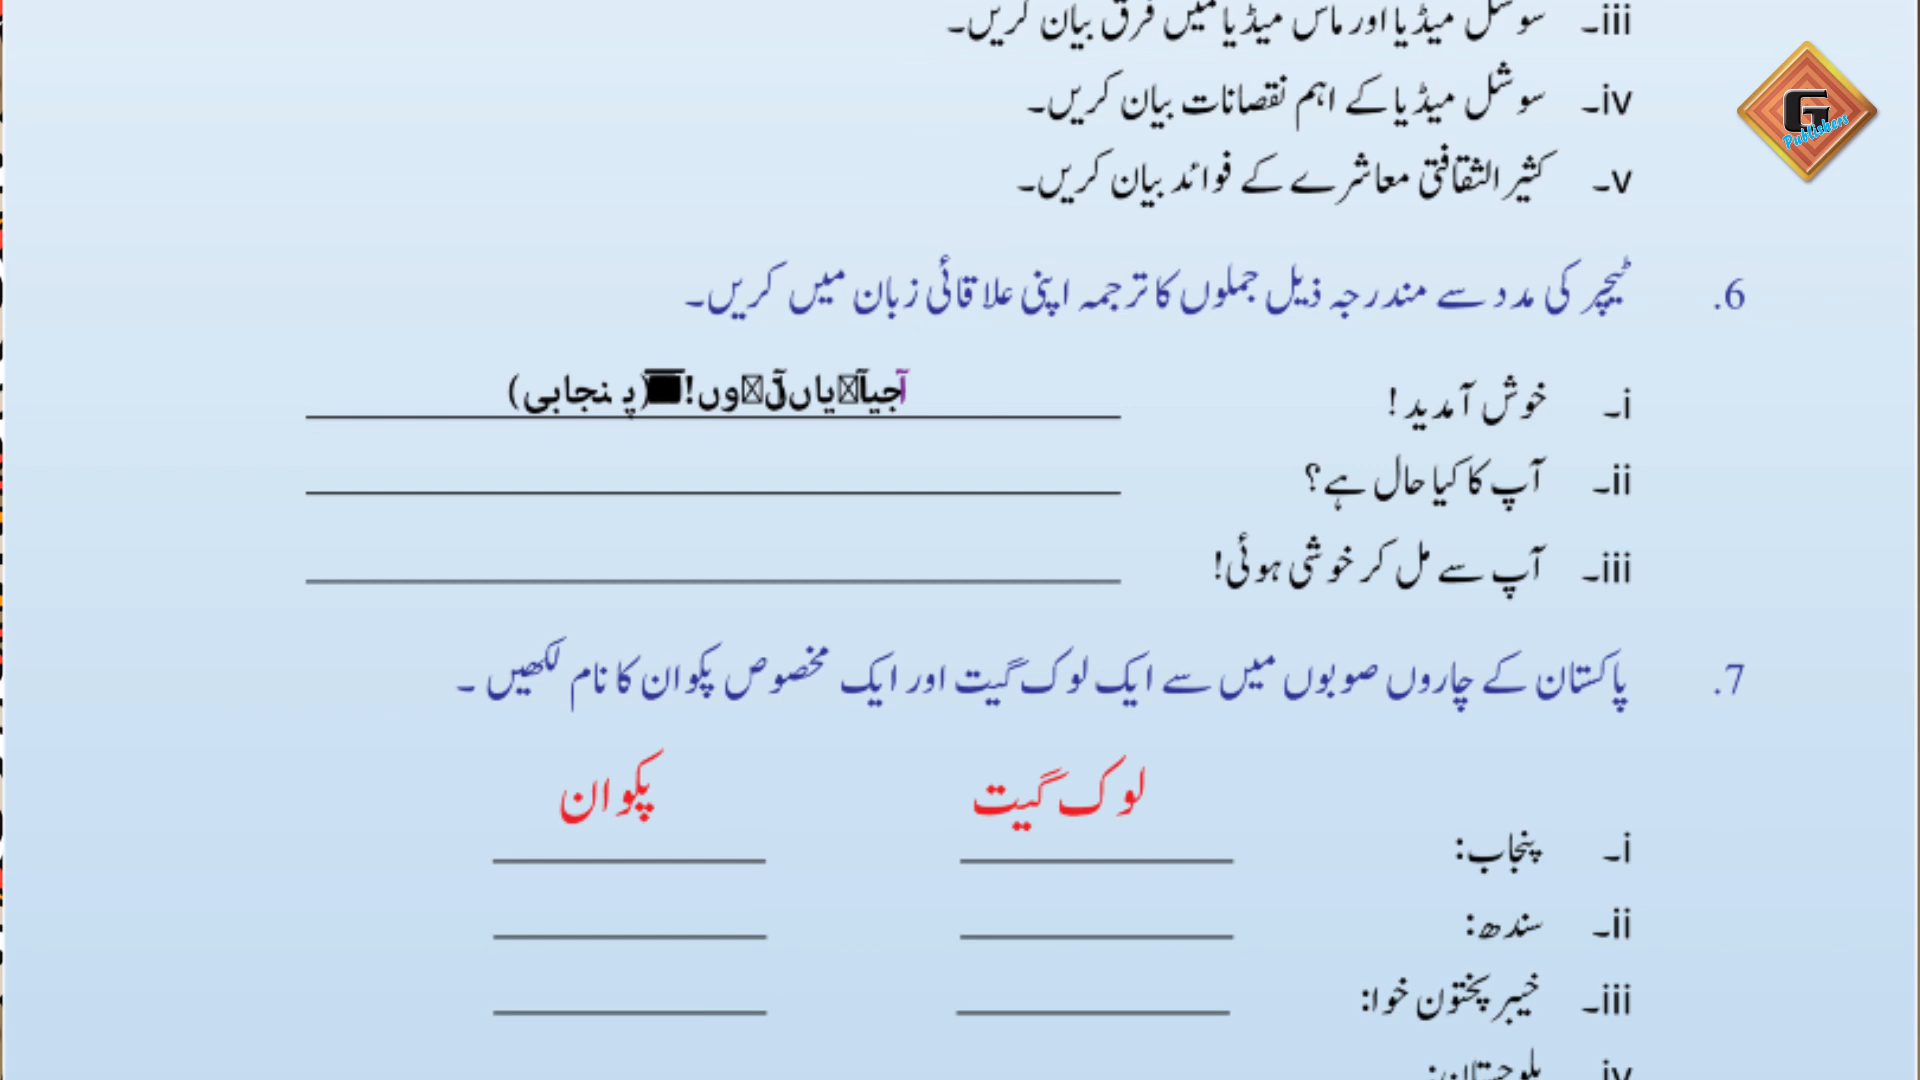 iii۔ سوشل میڈیا اور ماس میڈیا میں فرق بیان کریں۔
iv۔ سوشل میڈیا کے اہم نقصانات بیان کریں۔
v۔ کثیر الثقافتی معاشرے کے فوائد بیان کریں۔
G Publishers
6. ٹیچر کی مدد سے مندرجہ ذیل جملوں کا ترجمہ اپنی علاقائی زبان میں کریں۔
i۔ خوش آمدید! (پنجابی)
ii۔ آپ کا کیا حال ہے؟
iii۔ آپ سے مل کر خوشی ہوئی!
7. پاکستان کے چاروں صوبوں میں سے ایک لوک گیت اور ایک مخصوص پکوان کا نام لکھیں۔
لوک گیت پکوان
i۔ پنجاب:
ii۔ سندھ:
iii۔ خیبر پختون خوا:
iv۔ بلوچستان: